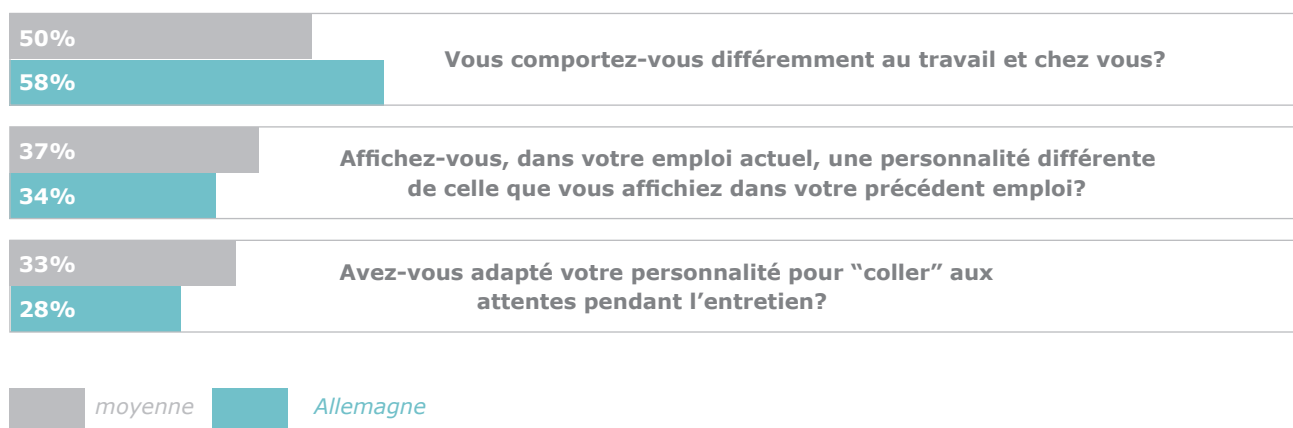 50%
58%
Vous comportez-vous différemment au travail et chez vous?
37%
34%
Affichez-vous, dans votre emploi actuel, une personnalité différente
de celle que vous affichiez dans votre précédent emploi?
33%
28%
Avez-vous adapté votre personnalité pour “coller” aux
attentes pendant l’entretien?
moyenne Allemagne